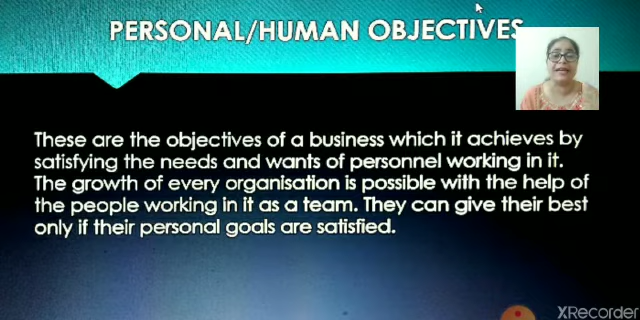 PERSONAL/HUMAN OBJECTIVES
These are the objectives of a business which it achieves by
satisfying the needs and wants of personnel working in it.
The growth of every organisation is possible with the help of
the people working in it as a team. They can give their best
only if their personal goals are satisfied.
XRecorder